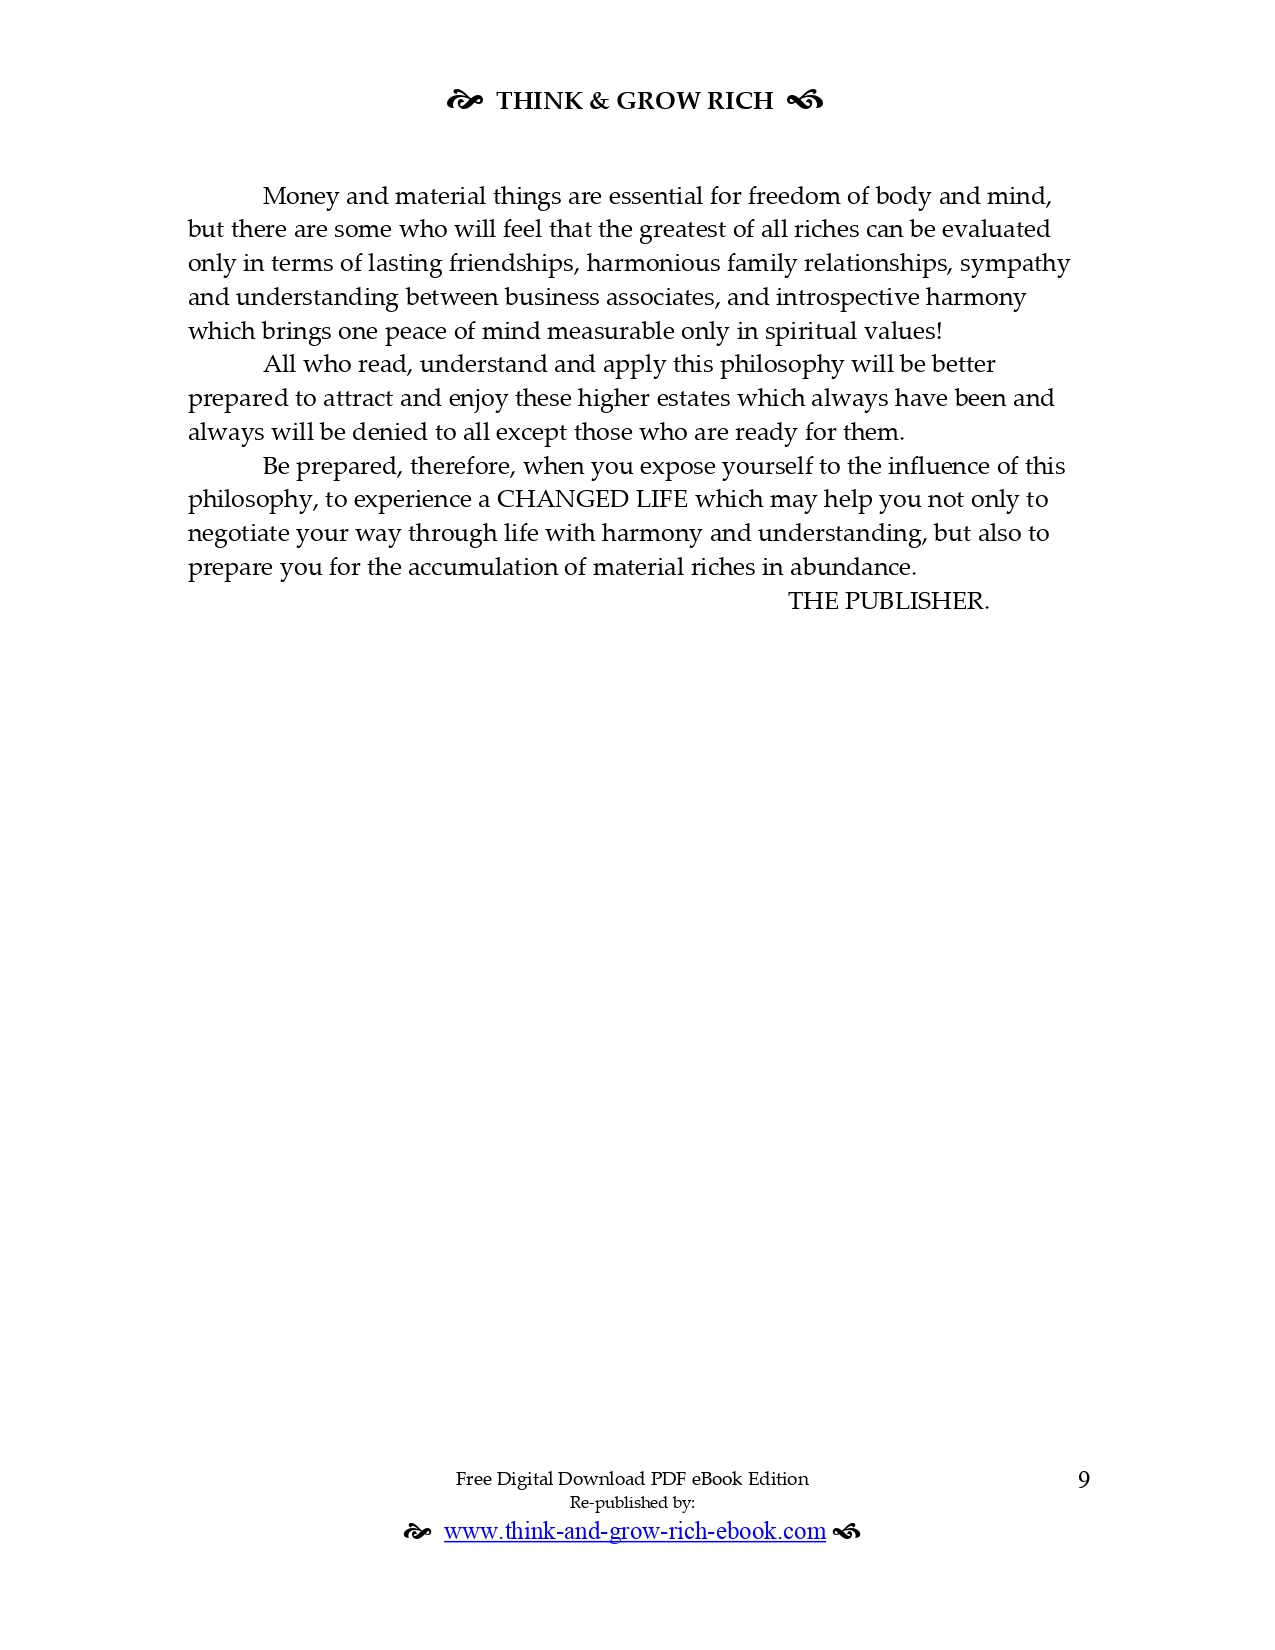 THINK & GROW RICH
Money and material things are essential for freedom of body and mind,
but there are some who will feel that the greatest of all riches can be evaluated
only in terms of lasting friendships, harmonious family relationships, sympathy
and understanding between business associates, and introspective harmony
which brings one peace of mind measurable only in spiritual values!
All who read, understand and apply this philosophy will be better
prepared to attract and enjoy these higher estates which always have been and
always will be denied to all except those who are ready for them.
Be prepared, therefore, when you expose yourself to the influence of this
philosophy, to experience a CHANGED LIFE which may help you not only to
negotiate your way through life with harmony and understanding, but also to
prepare you for the accumulation of material riches in abundance.
THE PUBLISHER.
Free Digital Download PDF eBook Edition
9
Re-published by:
www.think-and-grow-rich-ebook.com